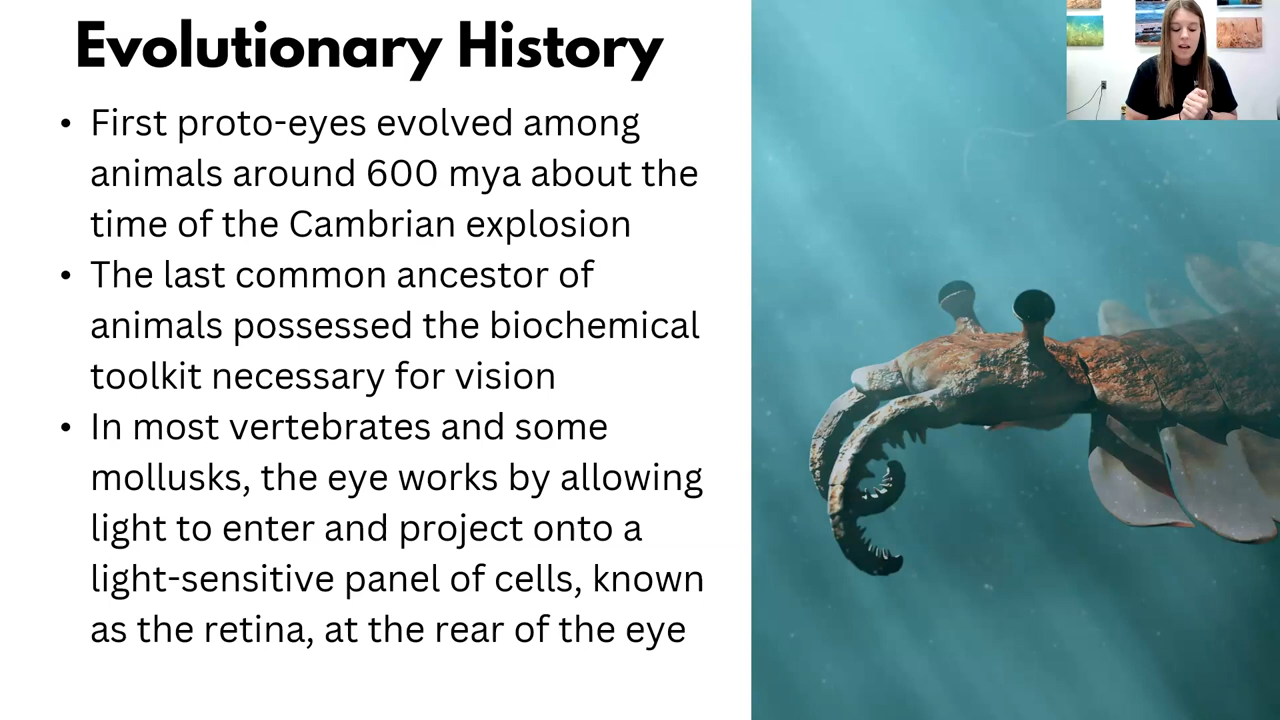 Evolutionary History
• First proto-eyes evolved among
animals around 600 mya about the
time of the Cambrian explosion
• The last common ancestor of
animals possessed the biochemical
toolkit necessary for vision
• In most vertebrates and some
mollusks, the eye works by allowing
light to enter and project onto a
light-sensitive panel of cells, known
as the retina, at the rear of the eye